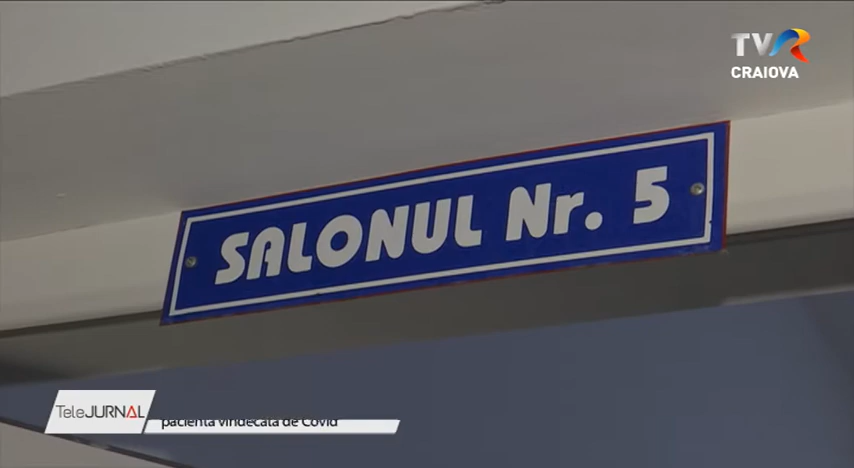 TVR
CRAIOVA
SALONUL Nr. 5
TeleJURNAL
pacienta vindecată de Covid